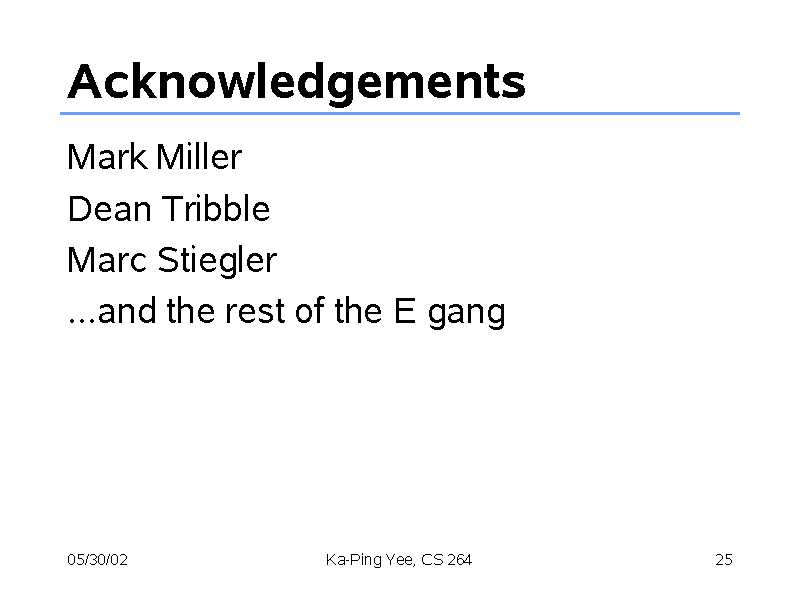 Acknowledgements
Mark Miller
Dean Tribble
Marc Stiegler
...and the rest of the E gang
05/30/02
Ka-Ping Yee, CS 264
25